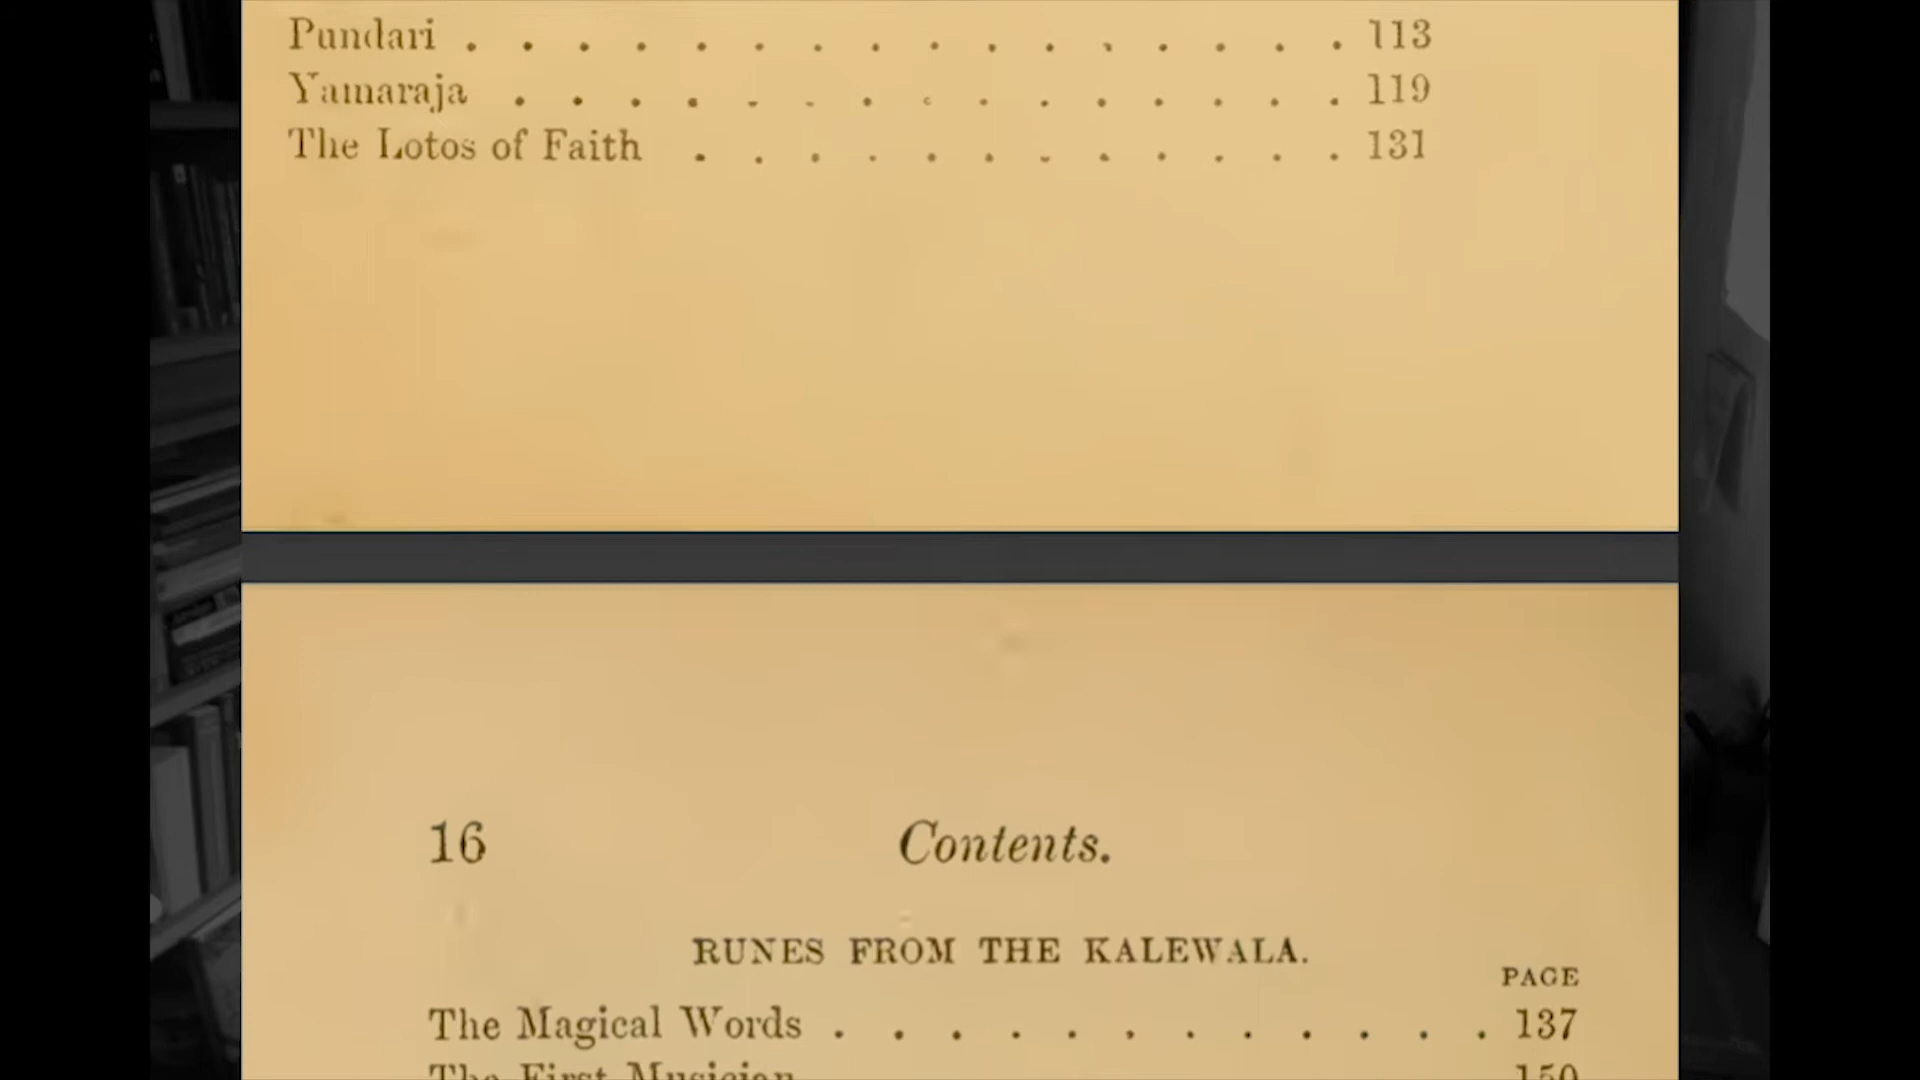 Pundari . . . . . . . . . . . . . . . . 113
Yamaraja . . . . . . . . . . . . . . . 119
The Lotos of Faith . . . . . . . . . . . . 131
16 Contents.
RUNES FROM THE KALEWALA.
PAGE
The Magical Words . . . . . . . . . . . . 137
The First Musician 150